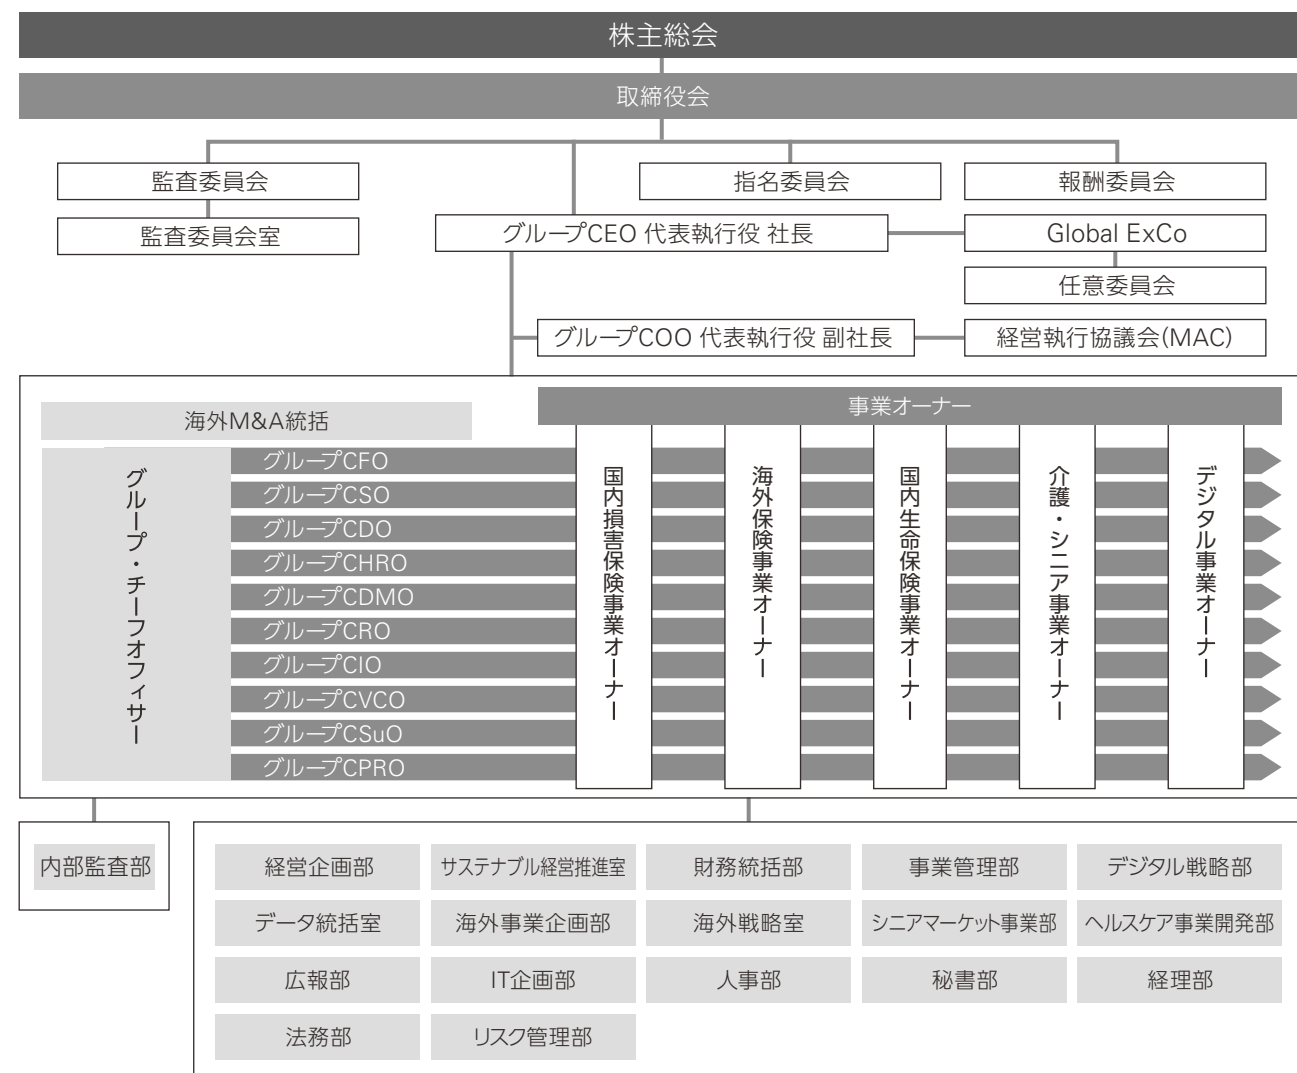 株主総会
取締役会
監査委員会
指名委員会
報酬委員会
監査委員会室
グループCEO 代表執行役 社長
Global ExCo
任意委員会
グループCOO 代表執行役 副社長
経営執行協議会(MAC)
海外M&A統括
事業オーナー
グループ・チーフオフィサー
グループCFO
グループCSO
グループCDO
グループCHRO
グループCDMO
グループCRO
グループCIO
グループCVCO
グループCSuO
グループCPRO
国内損害保険事業オーナー
海外保険事業オーナー
国内生命保険事業オーナー
介護・シニア事業オーナー
デジタル事業オーナー
内部監査部
経営企画部
サステナブル経営推進室
財務統括部
事業管理部
デジタル戦略部
データ統括室
海外事業企画部
海外戦略室
シニアマーケット事業部
ヘルスケア事業開発部
広報部
IT企画部
人事部
秘書部
経理部
法務部
リスク管理部